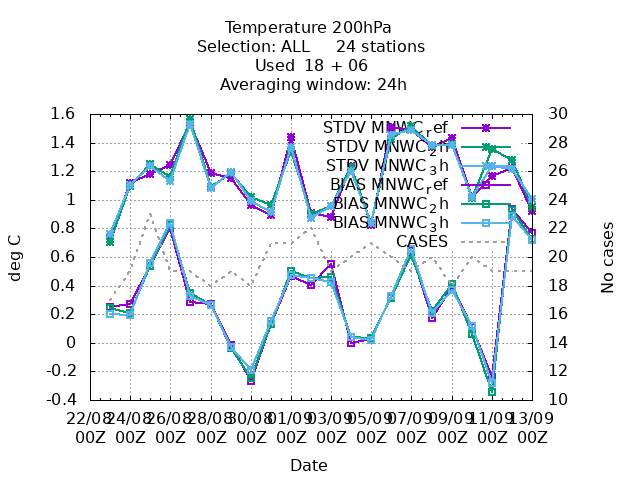 Temperature 200hPa
Selection: ALL     24 stations
Used  18 + 06
Averaging window: 24h
1.6
1.4
1.2
1
0.8
0.6
0.4
0.2
0
-0.2
-0.4
deg C
30
28
26
24
22
20
18
16
14
12
10
No cases
STDV MNWC_ref
STDV MNWC_2h
STDV MNWC_3h
BIAS MNWC_ref
BIAS MNWC_2h
BIAS MNWC_3h
CASES
22/08 24/08 26/08 28/08 30/08 01/09 03/09 05/09 07/09 09/09 11/09 13/09
00Z 00Z 00Z 00Z 00Z 00Z 00Z 00Z 00Z 00Z 00Z 00Z
Date